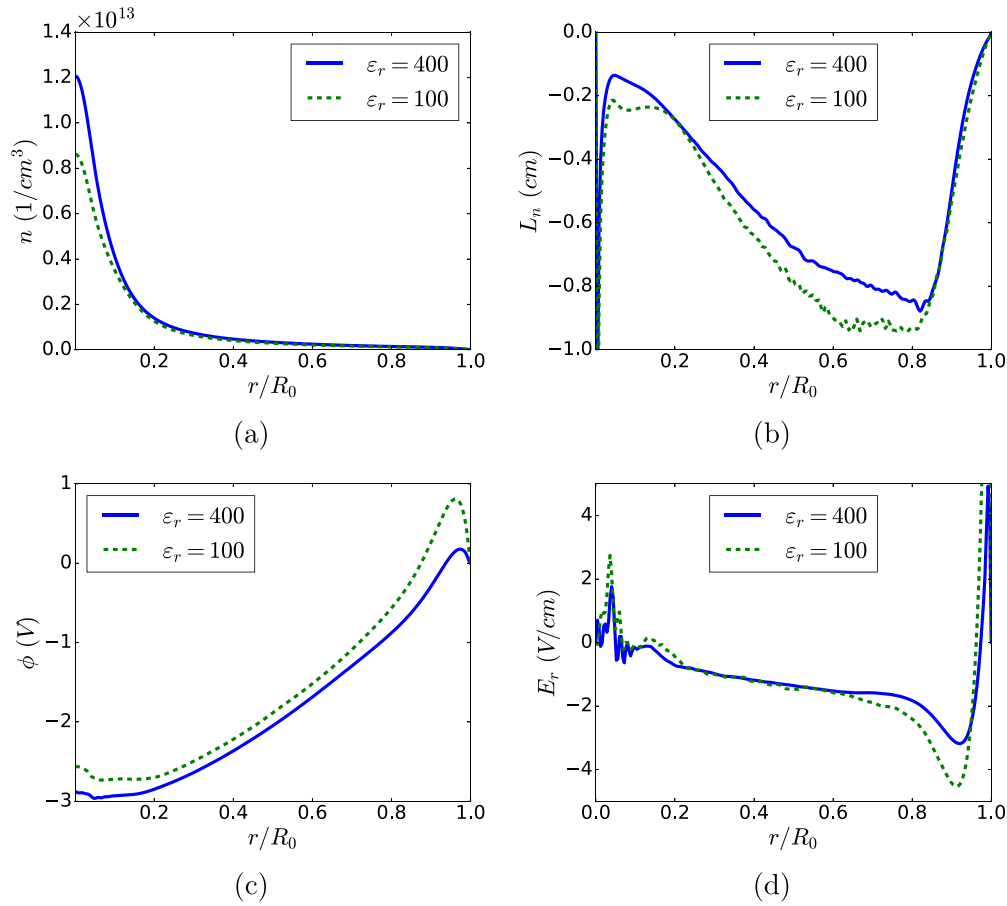 ×10^13
1.4
1.2
1.0
0.8
0.6
0.4
0.2
0.0
n (1/cm^3)
ε_r = 400
ε_r = 100
0.2 0.4 0.6 0.8 1.0
r/R_0
(a)
0.0
−0.2
−0.4
−0.6
−0.8
−1.0
L_n (cm)
ε_r = 400
ε_r = 100
0.2 0.4 0.6 0.8 1.0
r/R_0
(b)
1
0
−1
−2
−3
ϕ (V)
ε_r = 400
ε_r = 100
0.2 0.4 0.6 0.8 1.0
r/R_0
(c)
4
2
0
−2
−4
E_r (V/cm)
ε_r = 400
ε_r = 100
0.0 0.2 0.4 0.6 0.8 1.0
r/R_0
(d)